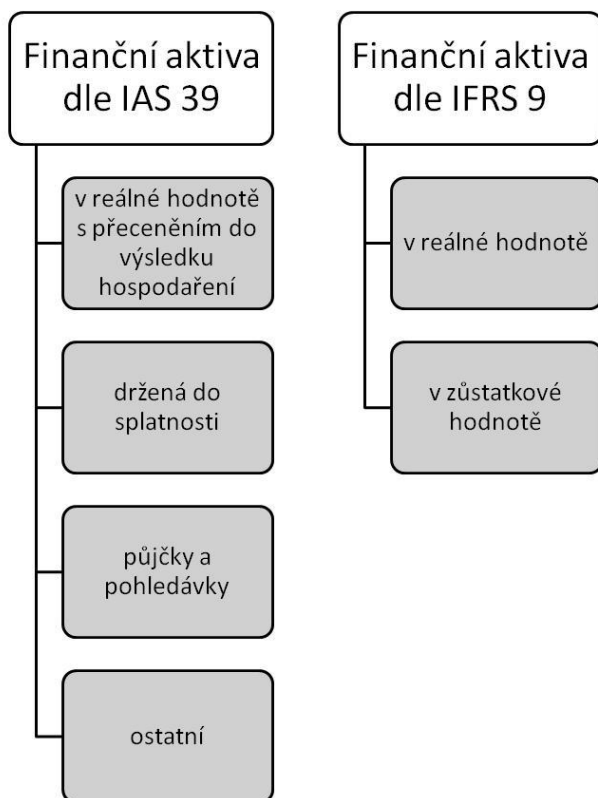 Finanční aktiva
dle IAS 39
v reálné hodnotě
s přeceněním do
výsledku
hospodaření
držená do
splatnosti
půjčky a
pohledávky
ostatní
Finanční aktiva
dle IFRS 9
v reálné hodnotě
v zůstatkové
hodnotě